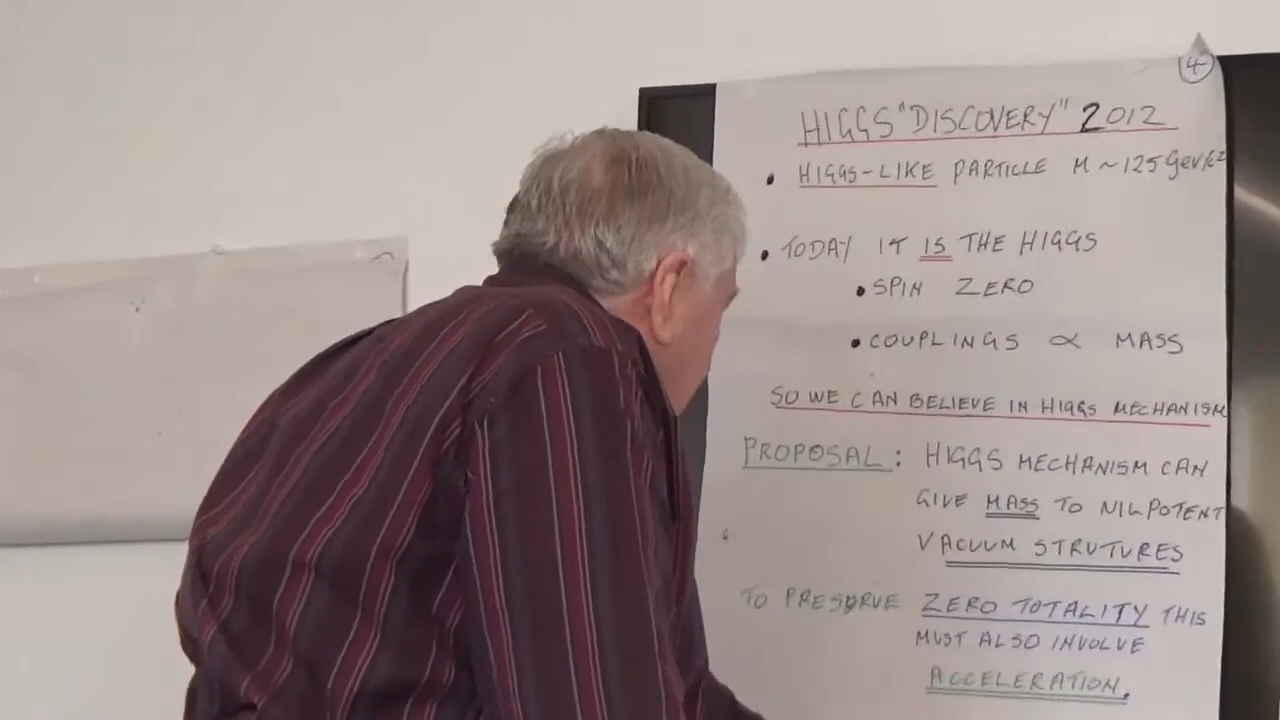 4
HIGGS "DISCOVERY" 2012
• HIGGS-LIKE PARTICLE M ~ 125 GeV/c2
• TODAY IT IS THE HIGGS
• SPIN ZERO
• COUPLINGS ∝ MASS
SO WE CAN BELIEVE IN HIGGS MECHANISM
PROPOSAL: HIGGS MECHANISM CAN
GIVE MASS TO NILPOTENT
VACUUM STRUTURES
TO PRESERVE ZERO TOTALITY THIS
MUST ALSO INVOLVE
ACCELERATION.